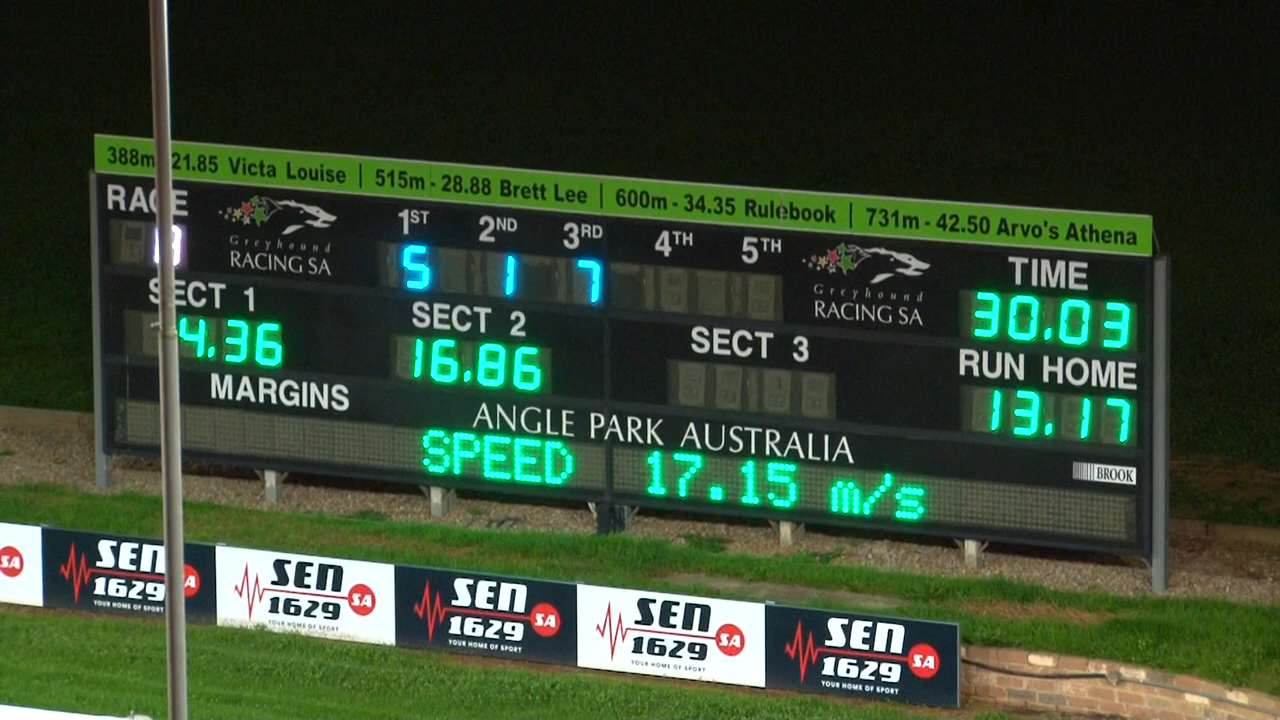 388m 21.85 Victa Louise | 515m - 28.88 Brett Lee | 600m - 34.35 Rulebook | 731m - 42.50 Arvo's Athena
RACE
Greyhound
RACING SA
1ST 2ND 3RD 4TH 5TH
5 1 7
Greyhound
RACING SA
TIME
30.03
SECT 1
4.36
SECT 2
16.86
SECT 3
RUN HOME
13.17
MARGINS
ANGLE PARK AUSTRALIA
BROOK
SPEED 17.15 m/s
SA
SEN
1629
YOUR HOME OF SPORT
SEN
1629 SA
YOUR HOME OF SPORT
SEN
1629 SA
YOUR HOME OF SPORT
SEN
1629 SA
YOUR HOME OF SPORT
SEN
1629 SA
YOUR HOME OF SPORT